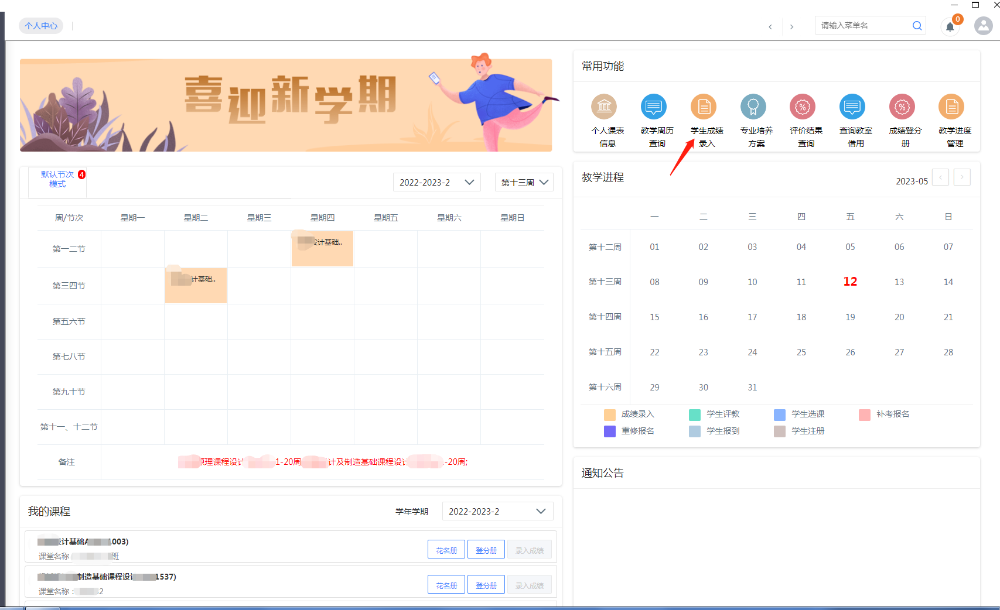 个人中心
请输入菜单名
0
喜迎新学期
常用功能
个人课表
信息
教学周历
查询
学生成绩
录入
专业培养
方案
评价结果
查询
查询教室
借用
成绩登分
册
教学进度
管理
默认节次
模式
4
2022-2023-2
第十三周
周/节次 星期一 星期二 星期三 星期四 星期五 星期六 星期日
第一二节
设计基础..
第三四节
计基础..
第五六节
第七八节
第九十节
第十一、十二节
备注
原理课程设计 1-20周 计及制造基础课程设计 -20周;
教学进程
2023-05
一 二 三 四 五 六 日
第十二周 01 02 03 04 05 06 07
第十三周 08 09 10 11 12 13 14
第十四周 15 16 17 18 19 20 21
第十五周 22 23 24 25 26 27 28
第十六周 29 30 31
成绩录入 学生评教 学生选课 补考报名
重修报名 学生报到 学生注册
通知公告
我的课程
学年学期 2022-2023-2
设计基础 003)
课堂名称 班
花名册 登分册 录入成绩
制造基础课程设计 1537)
课堂名称: 2
花名册 登分册 录入成绩